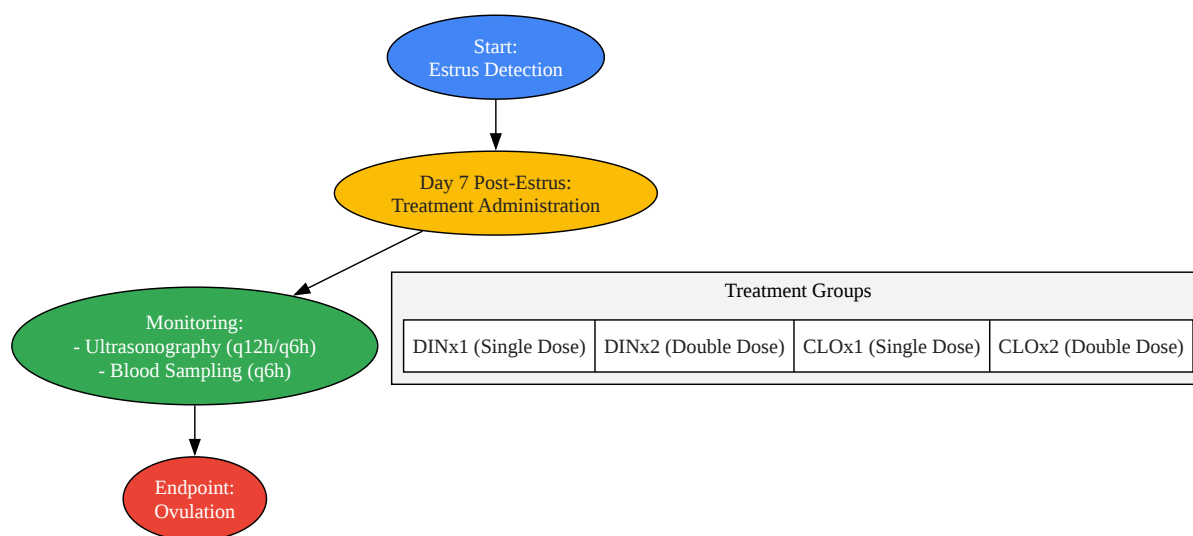 Start:
Estrus Detection
Day 7 Post-Estrus:
Treatment Administration
Treatment Groups
DINx1 (Single Dose)
DINx2 (Double Dose)
CLOx1 (Single Dose)
CLOx2 (Double Dose)
Monitoring:
- Ultrasonography (q12h/q6h)
- Blood Sampling (q6h)
Endpoint:
Ovulation